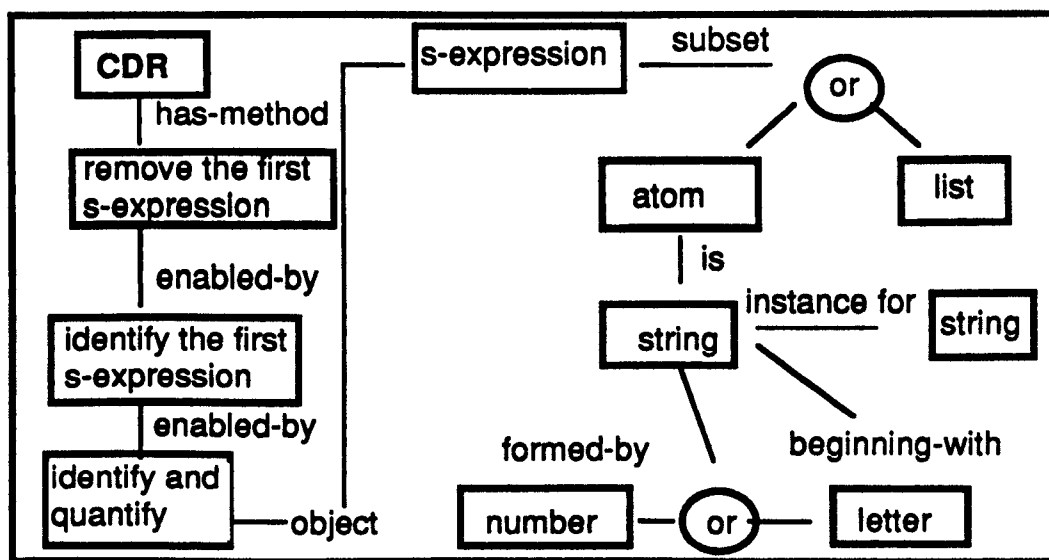 CDR
has-method
remove the first
s-expression
enabled-by
identify the first
s-expression
enabled-by
identify and
quantify
object
s-expression
subset
or
atom
list
is
string
instance for
string
formed-by
beginning-with
number
or
letter